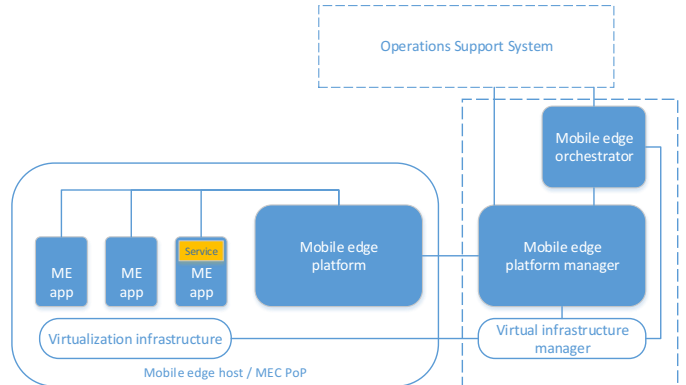 Operations Support System
Mobile edge
orchestrator
Mobile edge
platform
Mobile edge
platform manager
Service
ME
app
ME
app
ME
app
Virtualization infrastructure
Virtual infrastructure
manager
Mobile edge host / MEC PoP